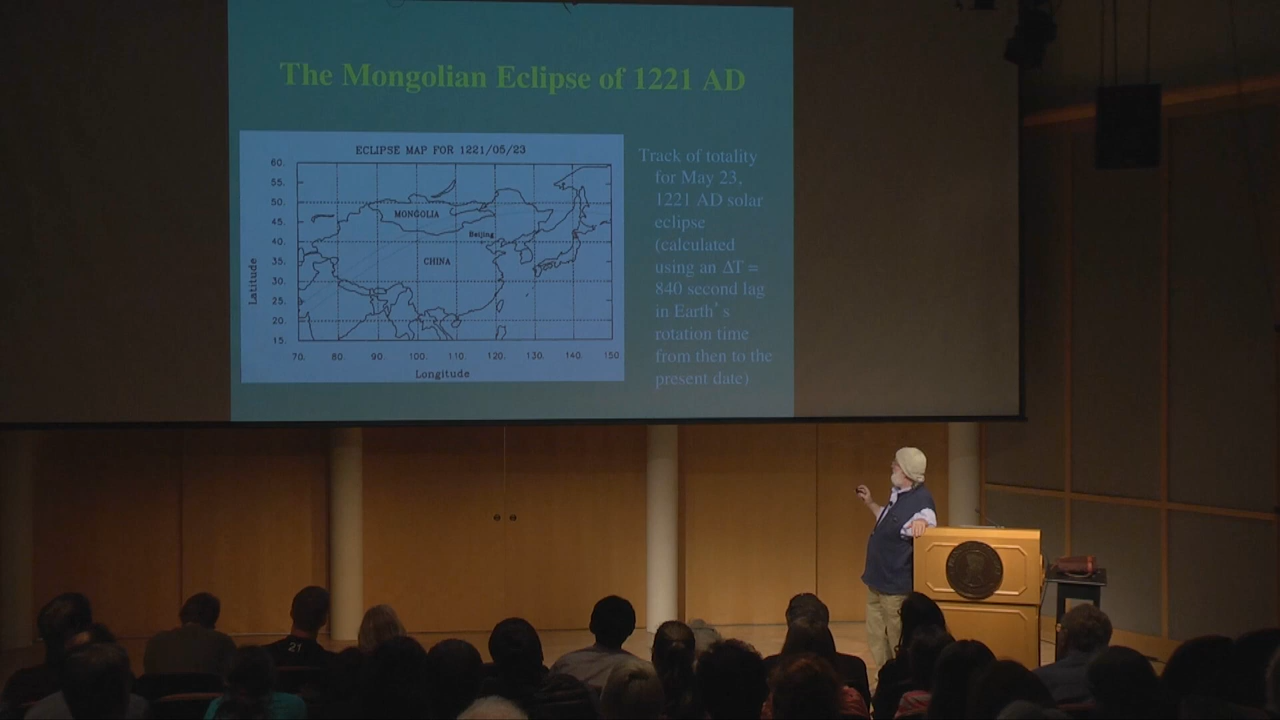 The Mongolian Eclipse of 1221 AD
ECLIPSE MAP FOR 1221/05/23
60.
55.
50.
45.
40.
35.
30.
25.
20.
15.
Latitude
MONGOLIA
Beijing
CHINA
70. 80. 90. 100. 110. 120. 130. 140. 150
Longitude
Track of totality
for May 23,
1221 AD solar
eclipse
(calculated
using an ΔT =
840 second lag
in Earth's
rotation time
from then to the
present date)
21